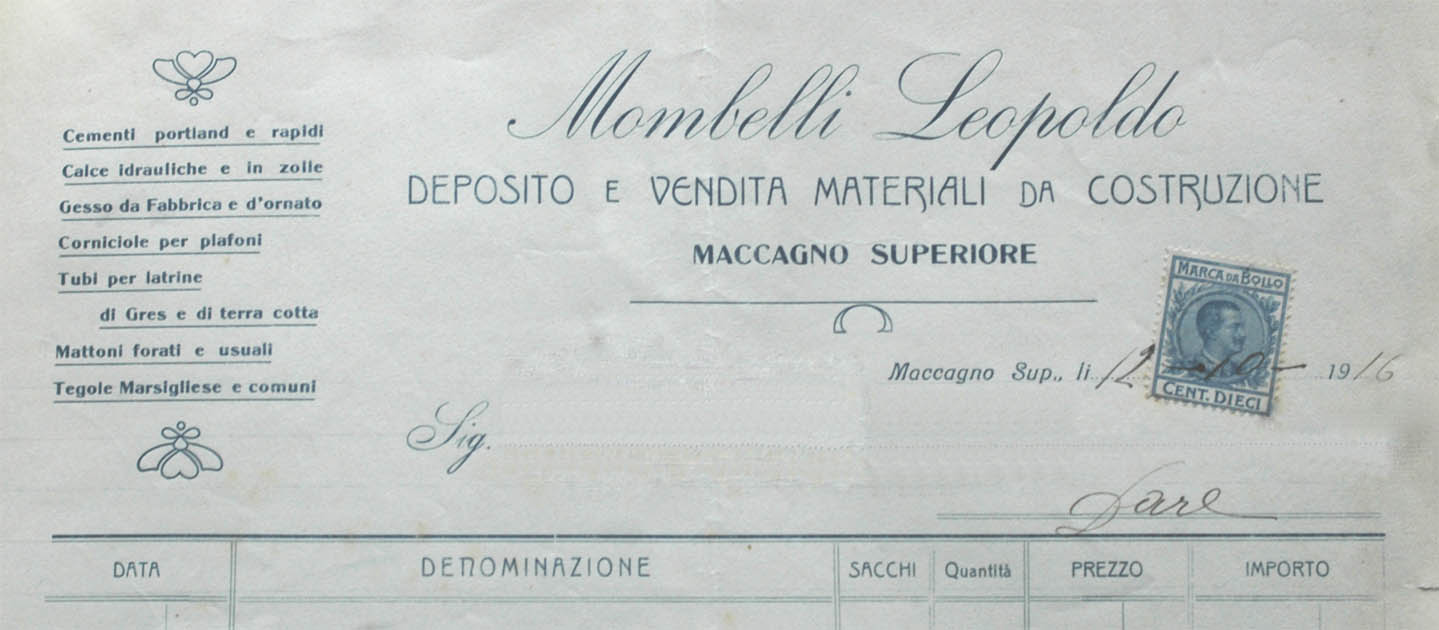 Mombelli Leopoldo
DEPOSITO E VENDITA MATERIALI DA COSTRUZIONE
MACCAGNO SUPERIORE
Cementi portland e rapidi
Calce idrauliche e in zolle
Gesso da Fabbrica e d'ornato
Corniciole per plafoni
Tubi per latrine
di Gres e di terra cotta
Mattoni forati e usuali
Tegole Marsigliese e comuni
MARCA DA BOLLO
CENT. DIECI
Maccagno Sup., li 12 - 10 - 1916
Sig.
Dare
DATA DENOMINAZIONE SACCHI Quantità PREZZO IMPORTO